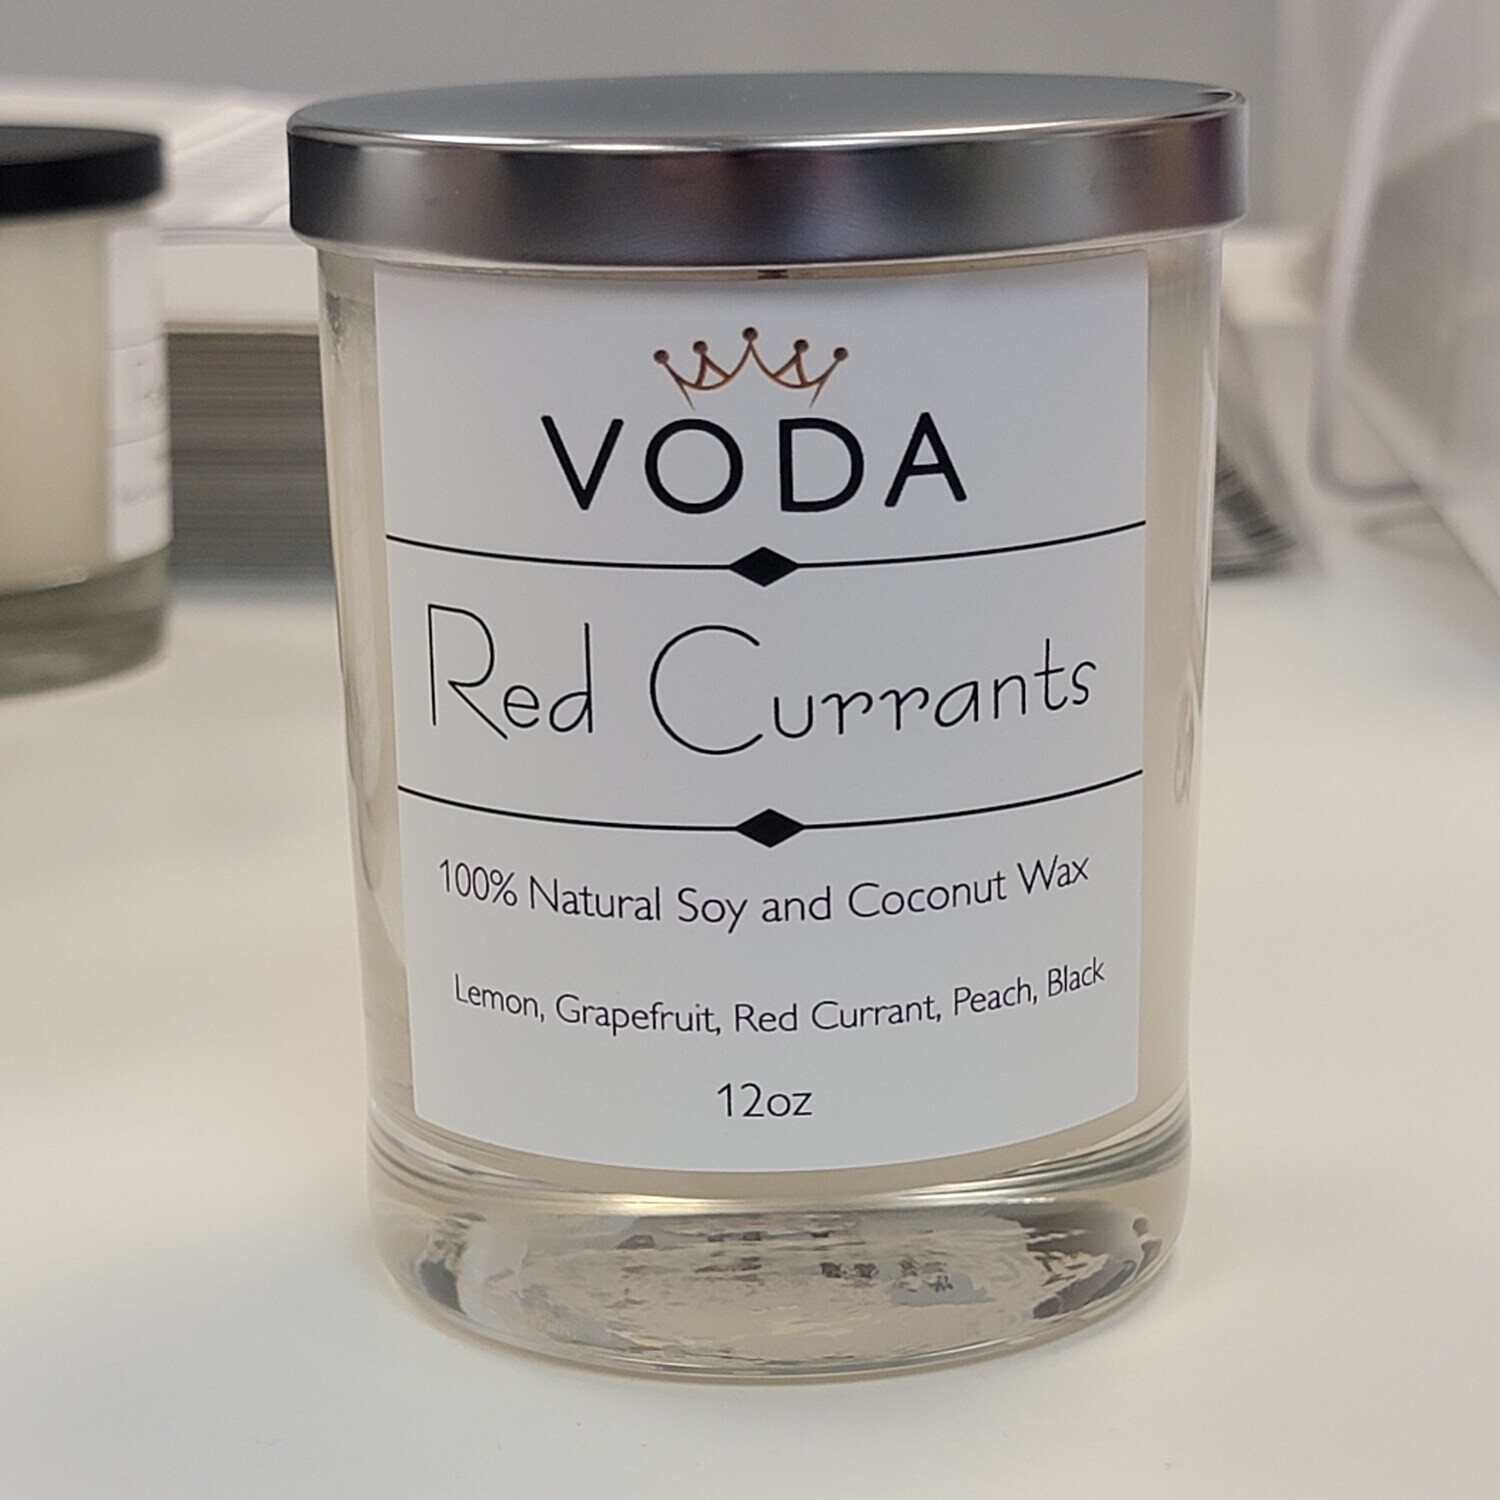 VODA
Red Currants
100% Natural Soy and Coconut Wax
Lemon, Grapefruit, Red Currant, Peach, Black
12oz